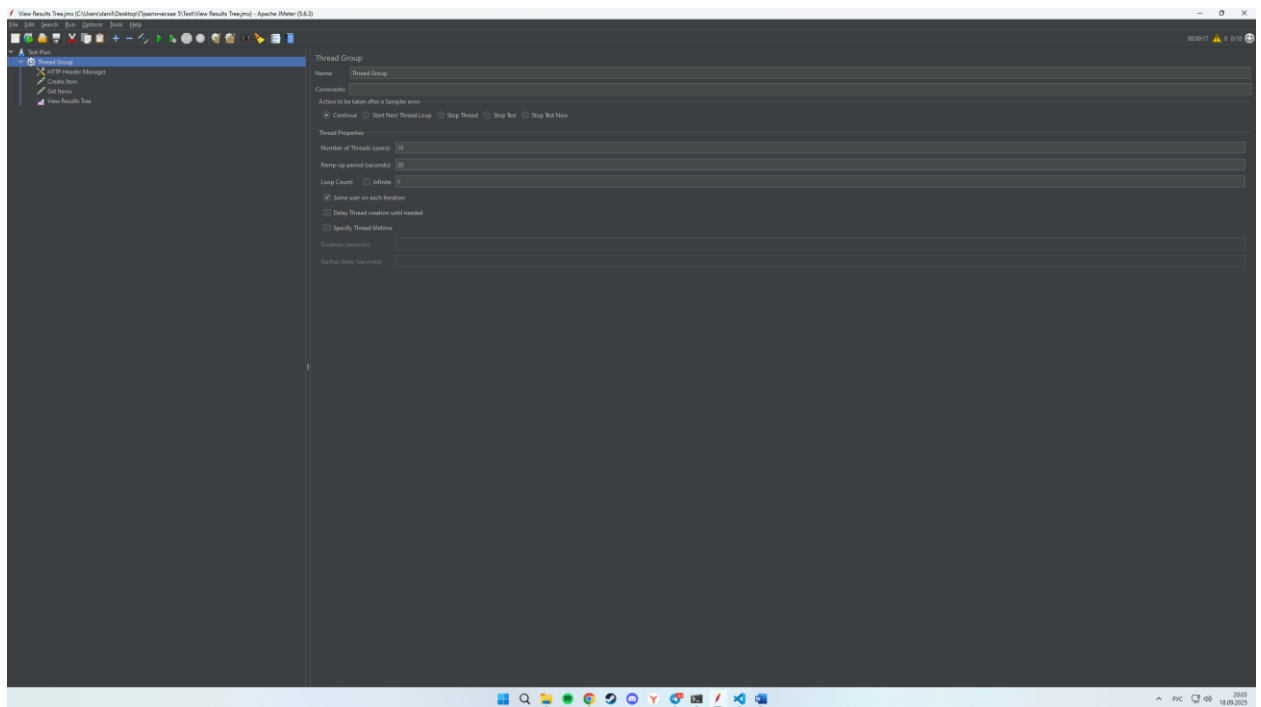 View Results Tree.jmx (C:\Users\danil\Desktop\Практическая 5\Test\View Results Tree.jmx) - Apache JMeter (5.6.3)
File Edit Search Run Options Tools Help
00:00:17 0 0/10
Test Plan
Thread Group
HTTP Header Manager
Create Item
Get Items
View Results Tree
Thread Group
Name: Thread Group
Comments:
Action to be taken after a Sampler error
Continue Start Next Thread Loop Stop Thread Stop Test Stop Test Now
Thread Properties
Number of Threads (users): 10
Ramp-up period (seconds): 20
Loop Count: Infinite 1
Same user on each iteration
Delay Thread creation until needed
Specify Thread lifetime
Duration (seconds):
Startup delay (seconds):
РУС
20:03
18.09.2025